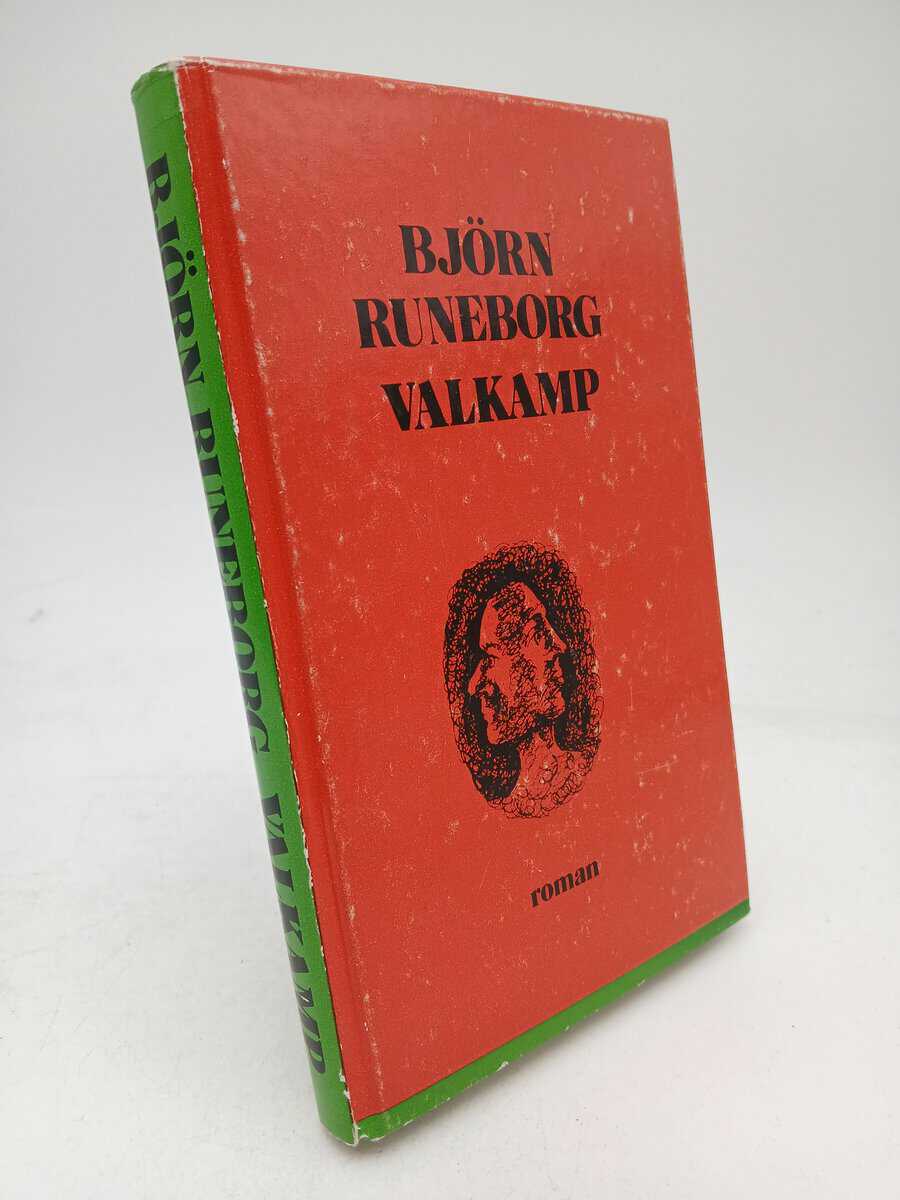 BJÖRN
RUNEBORG
VALKAMP
roman
BJÖRN RUNEBORG VALKAMP